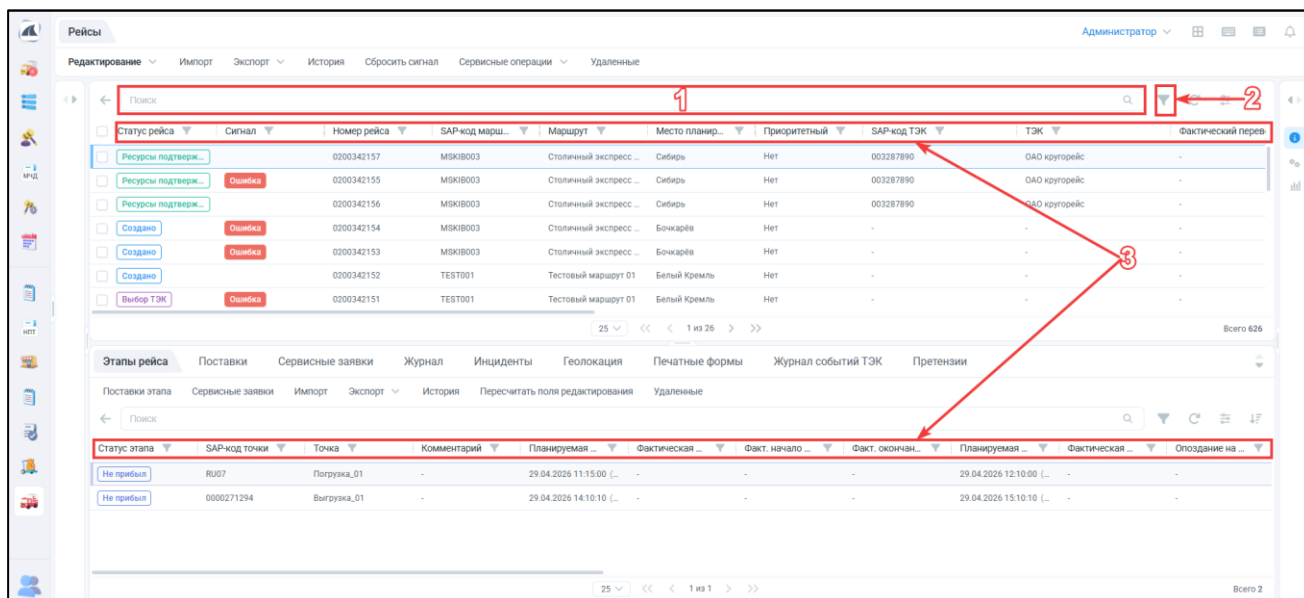 Рейсы Администратор
Редактирование Импорт Экспорт История Сбросить сигнал Сервисные операции Удаленные
Поиск 1 2
Статус рейса Сигнал Номер рейса SAP-код марш... Маршрут Место планир... Приоритетный SAP-код ТЭК ТЭК Фактический перев
Ресурсы подтверж... 0200342157 MSKIB003 Столичный экспресс ... Сибирь Нет 003287890 ОАО кругорейс -
Ресурсы подтверж... Ошибка 0200342155 MSKIB003 Столичный экспресс ... Сибирь Нет 003287890 ОАО кругорейс -
МЧД
Ресурсы подтверж... 0200342156 MSKIB003 Столичный экспресс ... Сибирь Нет 003287890 ОАО кругорейс -
Создано Ошибка 0200342154 MSKIB003 Столичный экспресс ... Бочкарёв Нет - - -
Создано Ошибка 0200342153 MSKIB003 Столичный экспресс ... Бочкарёв Нет - - -
3
Создано 0200342152 TEST001 Тестовый маршрут 01 Белый Кремль Нет - - -
Выбор ТЭК Ошибка 0200342151 TEST001 Тестовый маршрут 01 Белый Кремль Нет - - -
25 1 из 26 Всего 626
НПТ
Этапы рейса Поставки Сервисные заявки Журнал Инциденты Геолокация Печатные формы Журнал событий ТЭК Претензии
Поставки этапа Сервисные заявки Импорт Экспорт История Пересчитать поля редактирования Удаленные
Поиск
Статус этапа SAP-код точки Точка Комментарий Планируемая ... Фактическая ... Факт. начало ... Факт. окончан... Планируемая ... Фактическая ... Опоздание на ...
Не прибыл RU07 Погрузка_01 - 29.04.2026 11:15:00 (... - - - 29.04.2026 12:10:00 (... - -
Не прибыл 0000271294 Выгрузка_01 - 29.04.2026 14:10:10 (... - - - 29.04.2026 15:10:10 (... - -
25 1 из 1 Всего 2